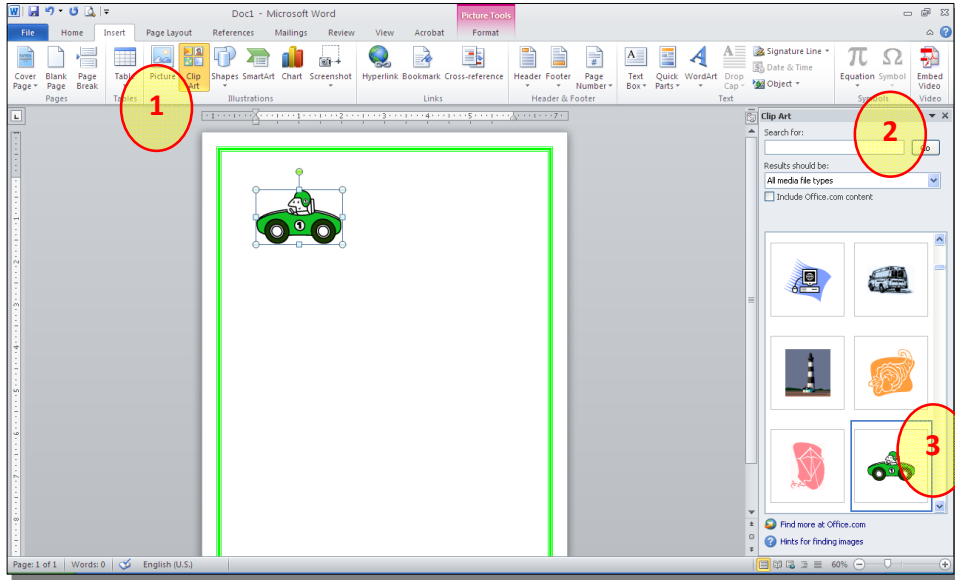 Doc1 - Microsoft Word
Picture Tools
File Home Insert Page Layout References Mailings Review View Acrobat Format
Cover Page Blank Page Page Break Table Picture Clip Art Shapes SmartArt Chart Screenshot Hyperlink Bookmark Cross-reference Header Footer Page Number Text Box Quick Parts WordArt Drop Cap Signature Line Date & Time Object Equation Symbol Embed Video
Pages Tables Illustrations Links Header & Footer Text Symbols Video
1
2
3
Clip Art
Search for:
Go
Results should be:
All media file types
Include Office.com content
1
1
Find more at Office.com
Hints for finding images
Page: 1 of 1 Words: 0 English (U.S.) 60%